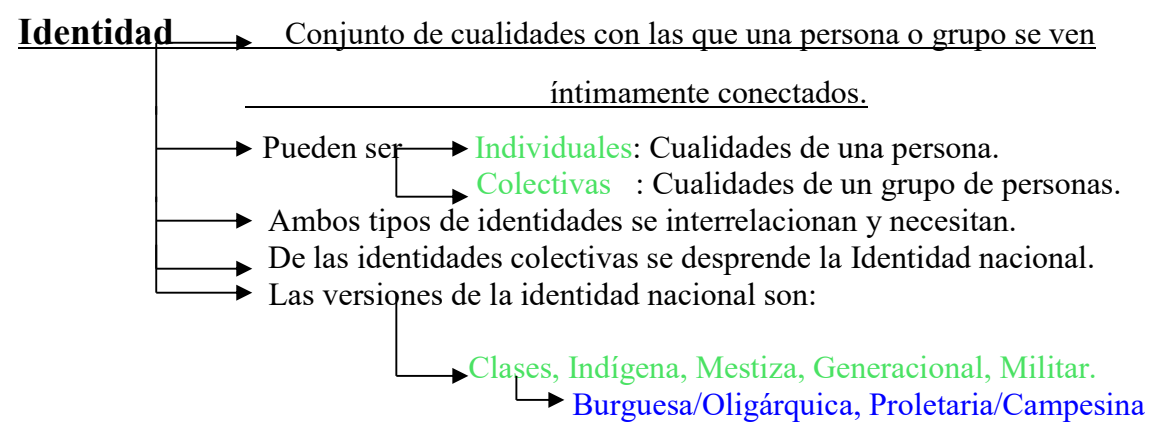 Identidad Conjunto de cualidades con las que una persona o grupo se ven
íntimamente conectados.
Pueden ser Individuales: Cualidades de una persona.
Colectivas : Cualidades de un grupo de personas.
Ambos tipos de identidades se interrelacionan y necesitan.
De las identidades colectivas se desprende la Identidad nacional.
Las versiones de la identidad nacional son:
Clases, Indígena, Mestiza, Generacional, Militar.
Burguesa/Oligárquica, Proletaria/Campesina